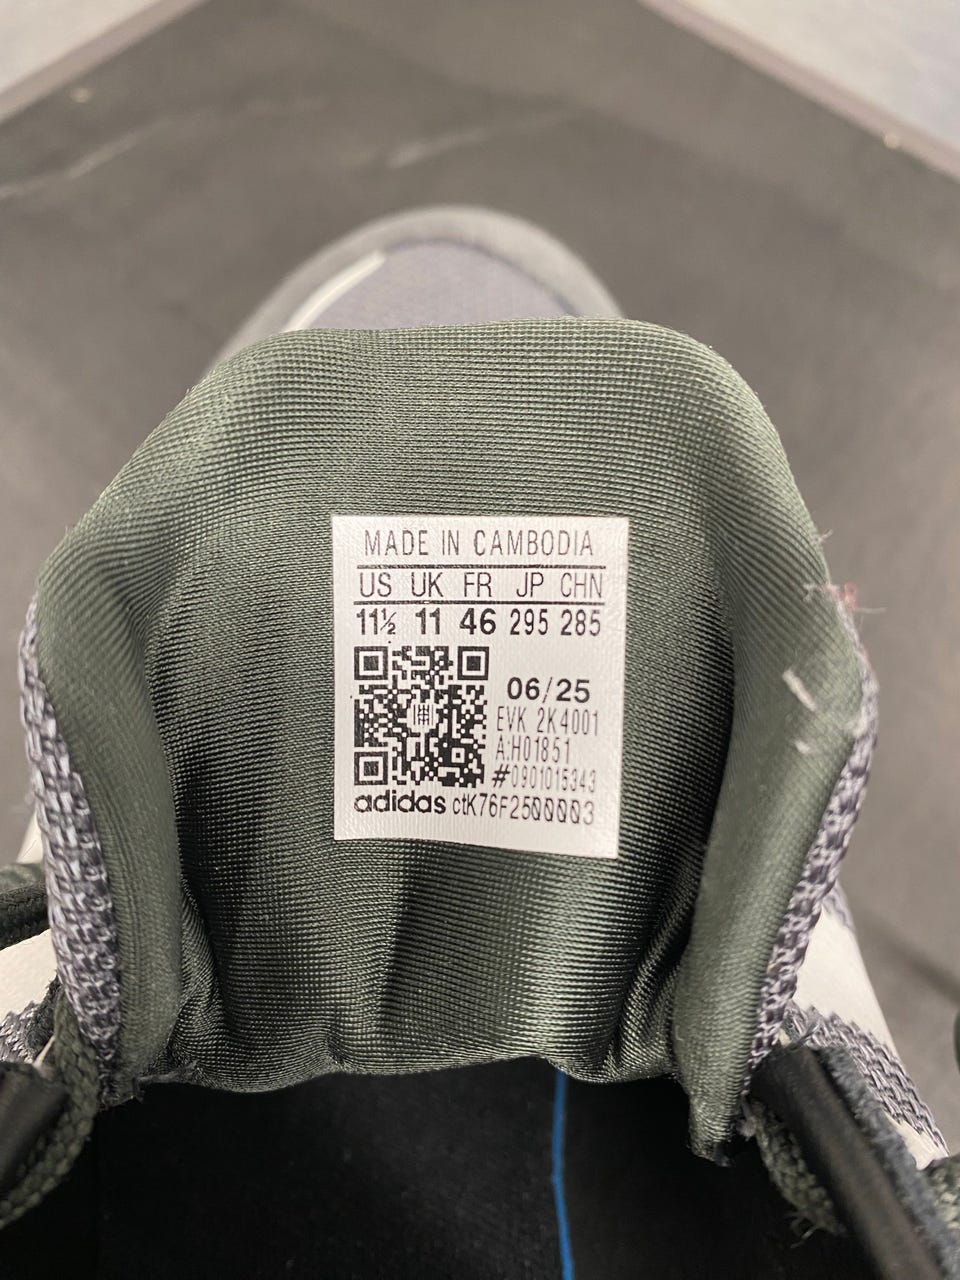 MADE IN CAMBODIA
US UK FR JP CHN
11½ 11 46 295 285
06/25
EVK 2K4001
A:H01851
#0901015343
adidas ctK76F2500003